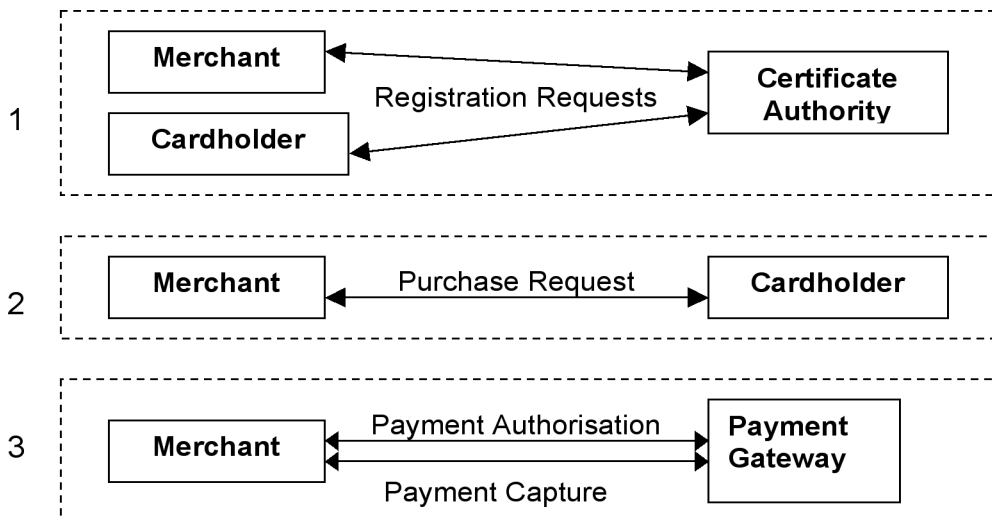 1
Merchant
Registration Requests
Certificate
Authority
Cardholder
2
Merchant
Purchase Request
Cardholder
3
Merchant
Payment Authorisation
Payment
Gateway
Payment Capture